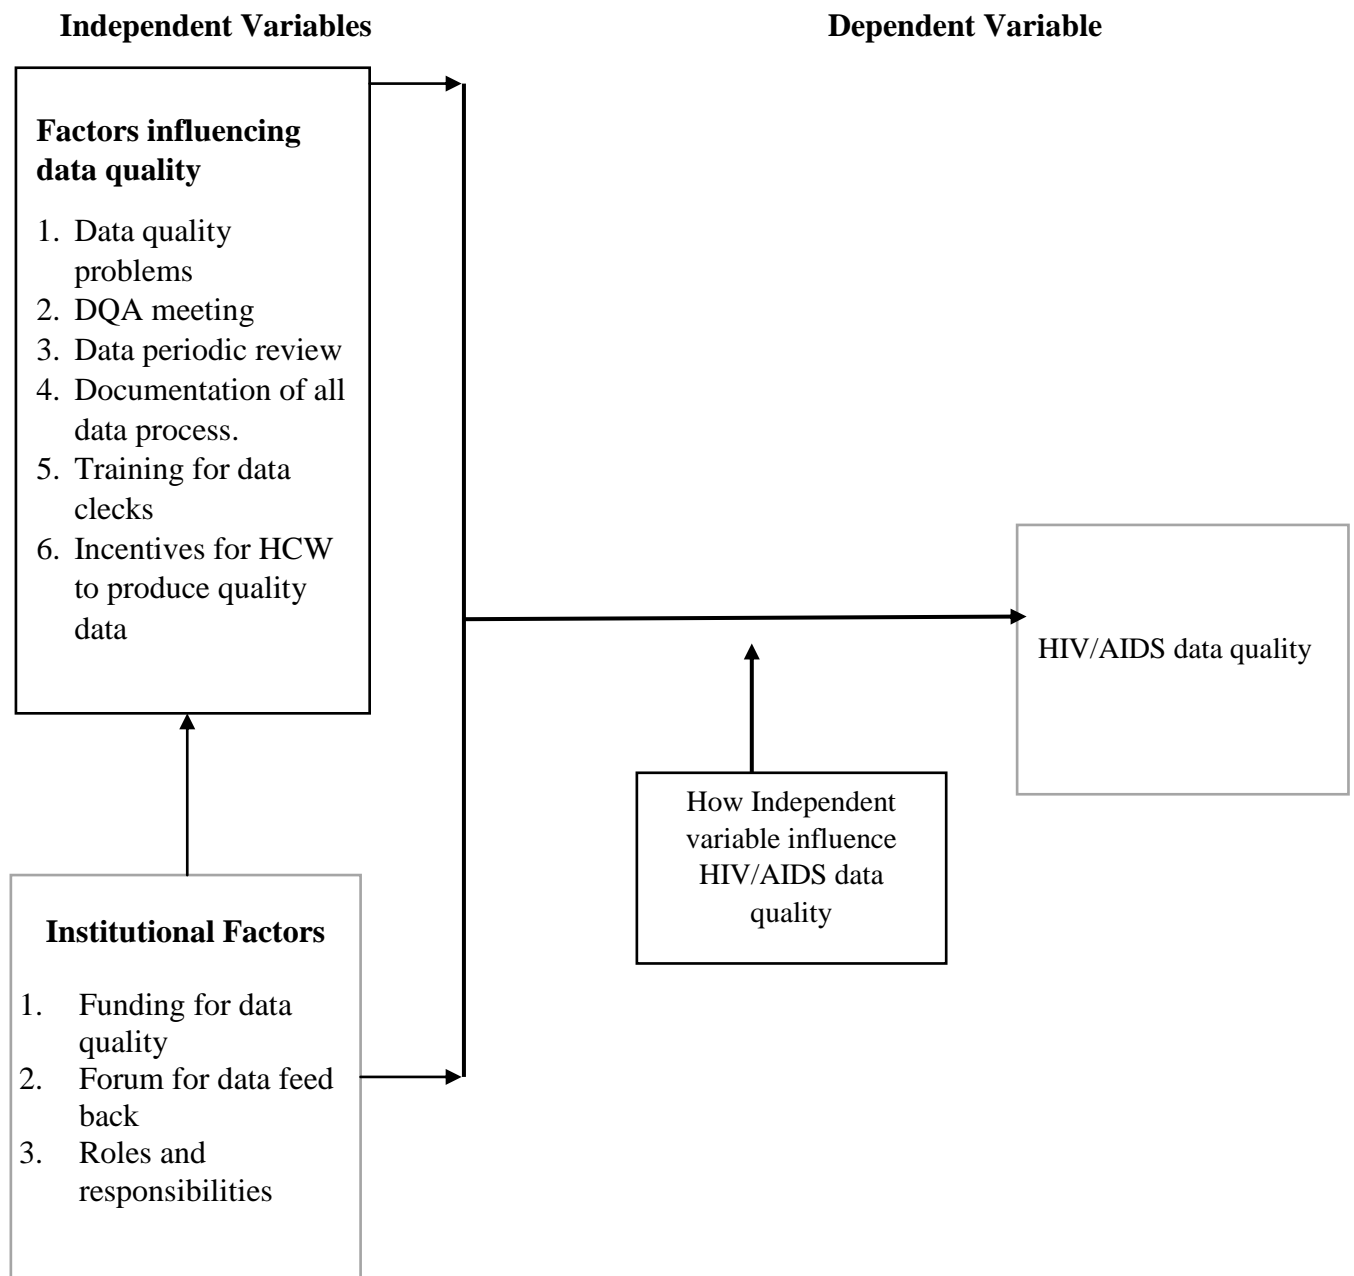 Independent Variables
Dependent Variable
Factors influencing
data quality
1. Data quality
problems
2. DQA meeting
3. Data periodic review
4. Documentation of all
data process.
5. Training for data
clecks
6. Incentives for HCW
to produce quality
data
HIV/AIDS data quality
How Independent
variable influence
HIV/AIDS data
quality
Institutional Factors
1. Funding for data
quality
2. Forum for data feed
back
3. Roles and
responsibilities